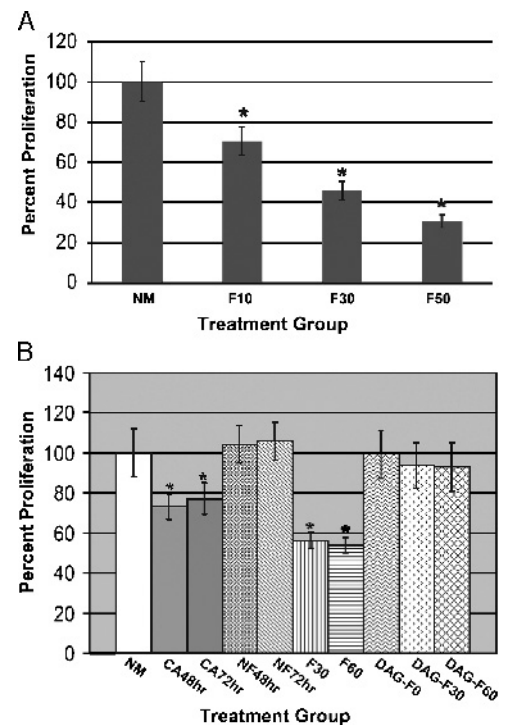 A
120
100
80
60
40
20
0
Percent Proliferation
*
*
*
NM F10 F30 F50
Treatment Group
B
140
120
100
80
60
40
20
0
Percent Proliferation
* * * *
NM CA48hr CA72hr NF48hr NF72hr F30 F60 DAG-F0 DAG-F30 DAG-F60
Treatment Group